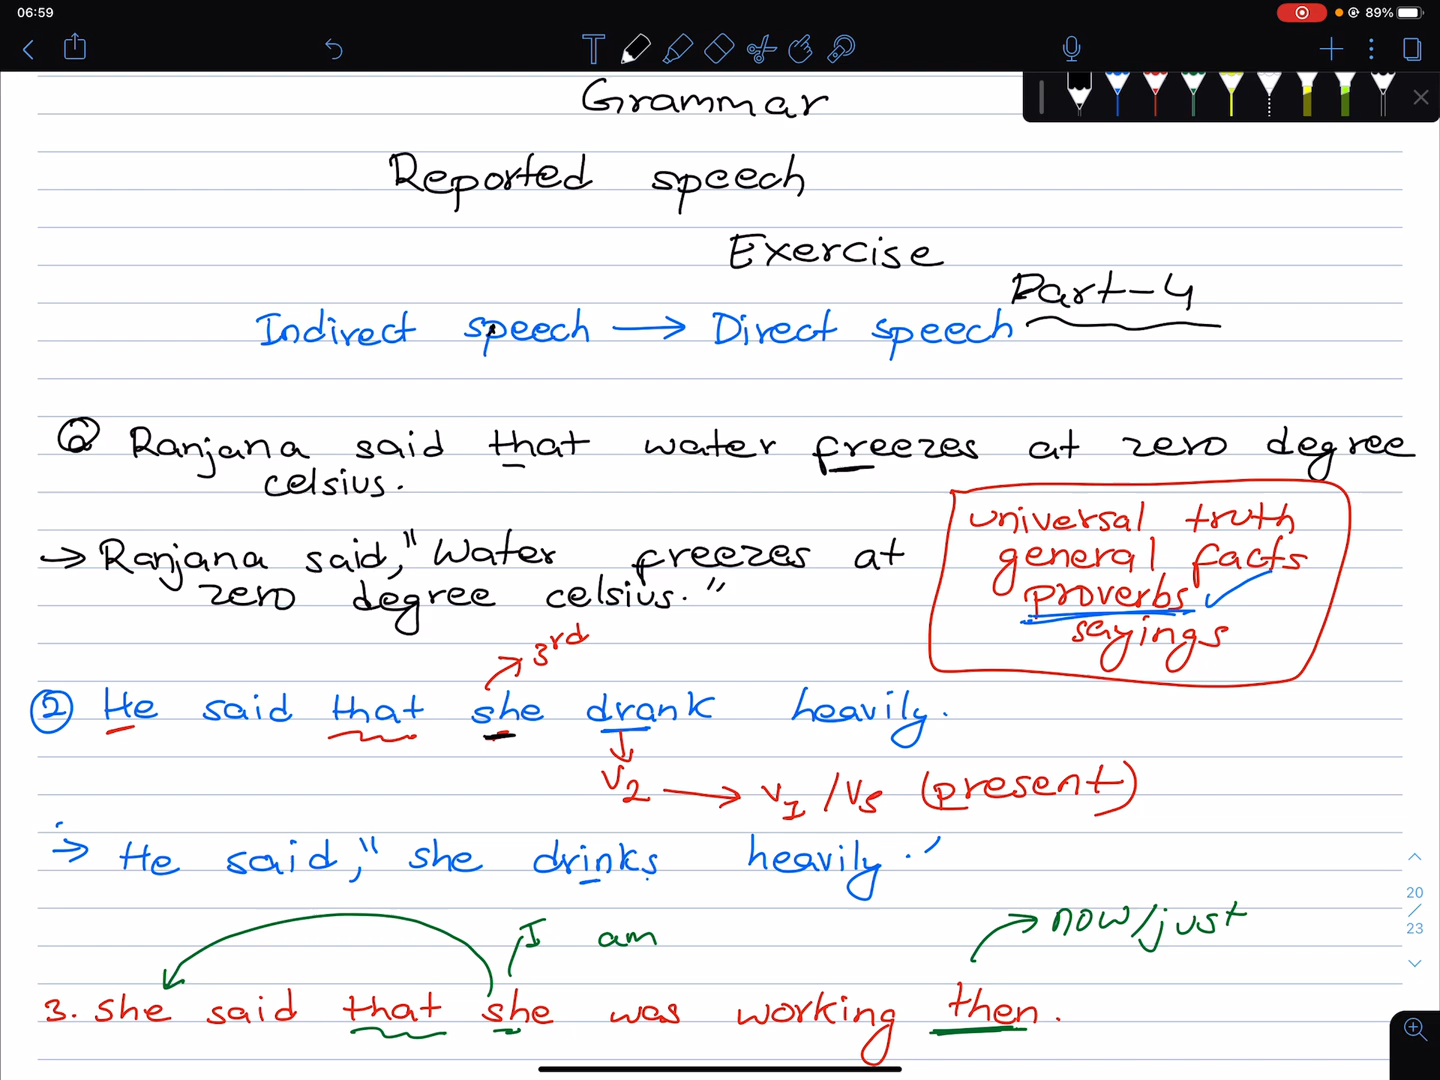 06:59
89%
Grammar
Reported speech
Exercise
Part-4
Indirect speech → Direct speech
Q Ranjana said that water freezes at zero degree
celsius.
universal truth
general facts
proverbs ✓
sayings
→ Ranjana said, "Water freezes at
zero degree celsius."
→ 3rd
② He said that she drank heavily.
V2 → V1 / V5 (present)
→ He said, "she drinks heavily.'
I am
→ now/just
3. she said that she was working then.
20
/
23